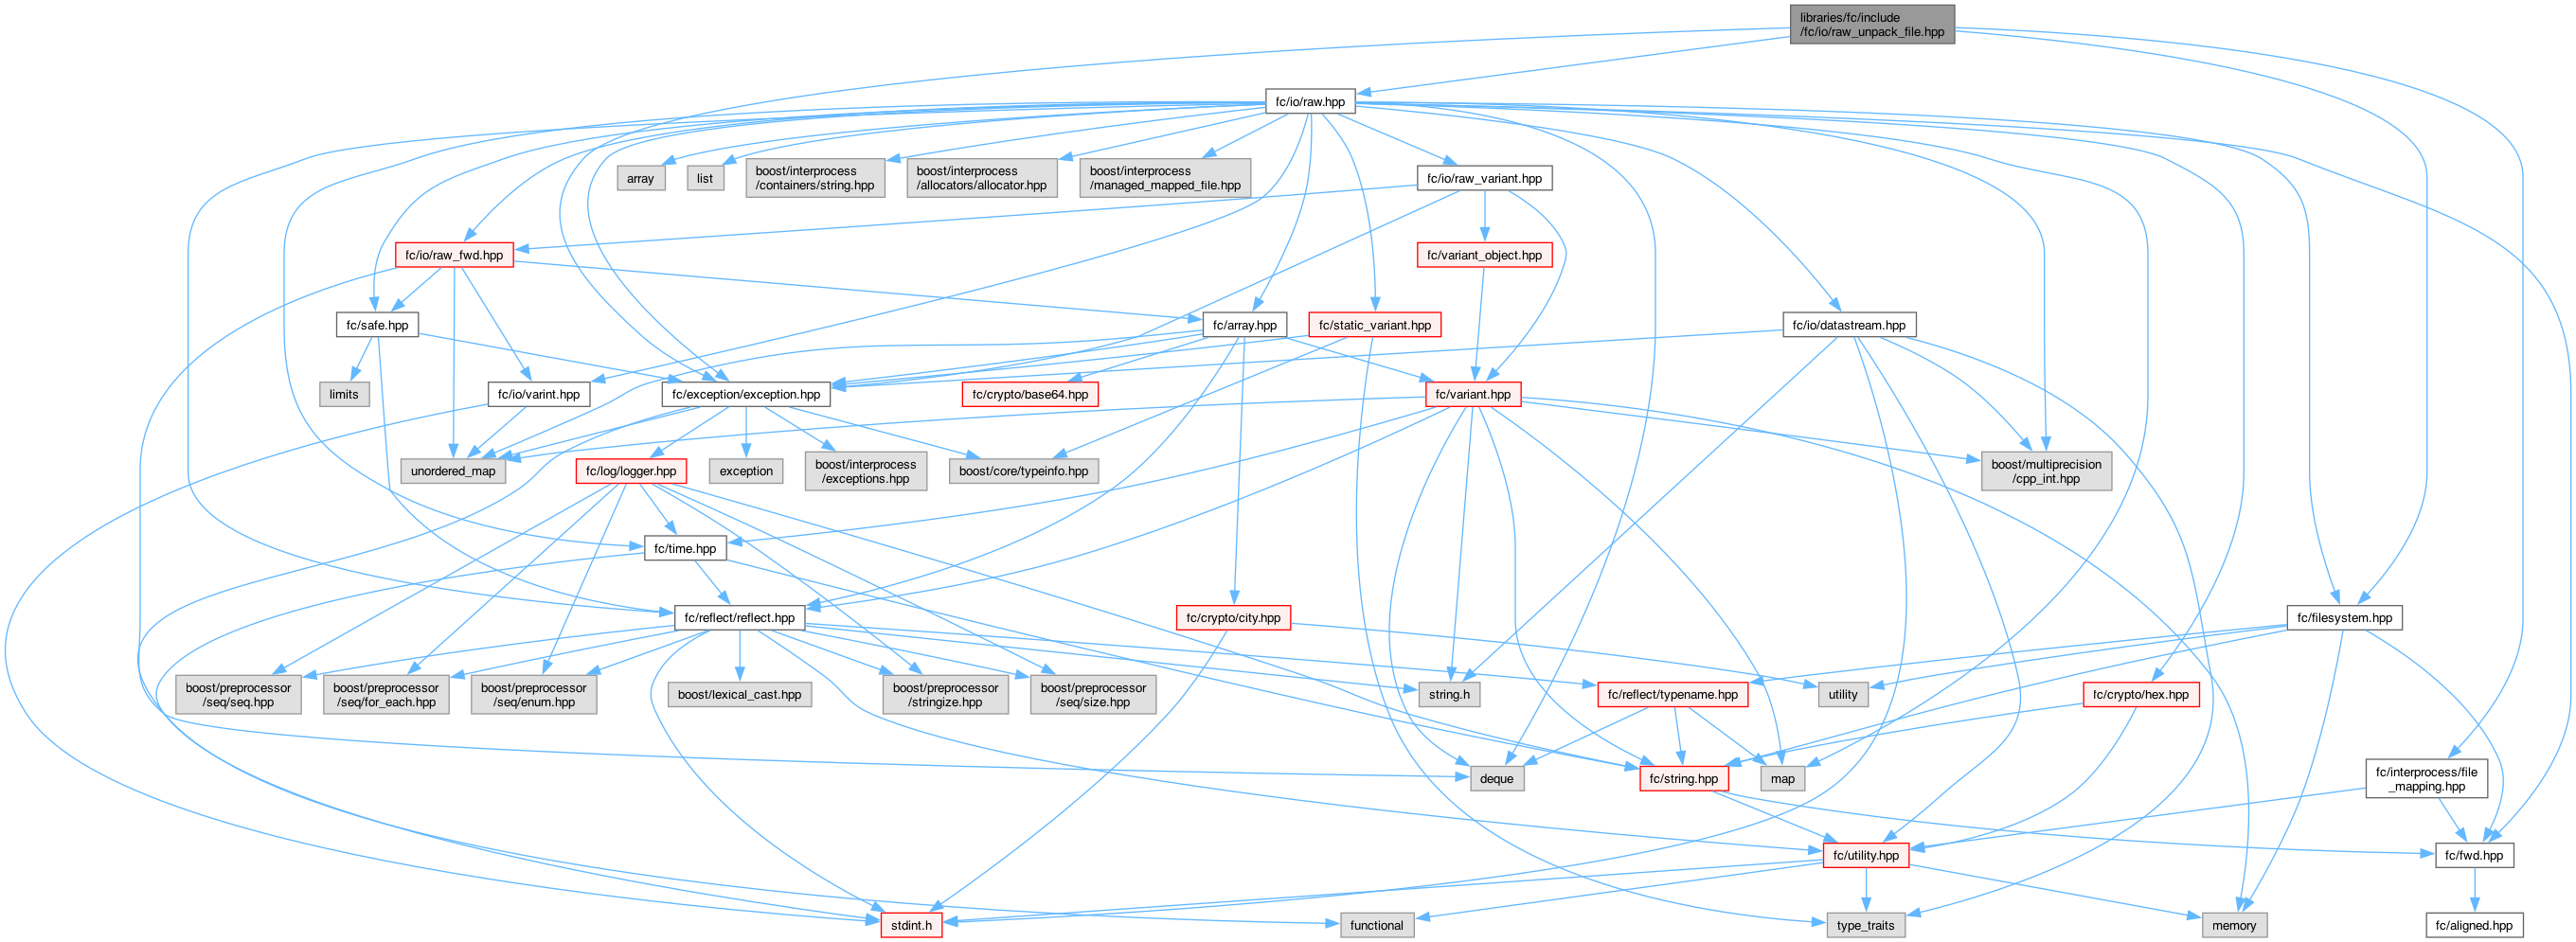 libraries/fc/include
/fc/io/raw_unpack_file.hpp
fc/io/raw.hpp
array
list
boost/interprocess
/containers/string.hpp
boost/interprocess
/allocators/allocator.hpp
boost/interprocess
/managed_mapped_file.hpp
fc/io/raw_variant.hpp
fc/io/raw_fwd.hpp
fc/variant_object.hpp
fc/safe.hpp
fc/array.hpp
fc/static_variant.hpp
fc/io/datastream.hpp
limits
fc/io/varint.hpp
fc/exception/exception.hpp
fc/crypto/base64.hpp
fc/variant.hpp
unordered_map
fc/log/logger.hpp
exception
boost/interprocess
/exceptions.hpp
boost/core/typeinfo.hpp
boost/multiprecision
/cpp_int.hpp
fc/time.hpp
fc/reflect/reflect.hpp
fc/crypto/city.hpp
fc/filesystem.hpp
boost/preprocessor
/seq/seq.hpp
boost/preprocessor
/seq/for_each.hpp
boost/preprocessor
/seq/enum.hpp
boost/lexical_cast.hpp
boost/preprocessor
/stringize.hpp
boost/preprocessor
/seq/size.hpp
string.h
fc/reflect/typename.hpp
utility
fc/crypto/hex.hpp
deque
fc/string.hpp
map
fc/interprocess/file
_mapping.hpp
fc/utility.hpp
fc/fwd.hpp
stdint.h
functional
type_traits
memory
fc/aligned.hpp